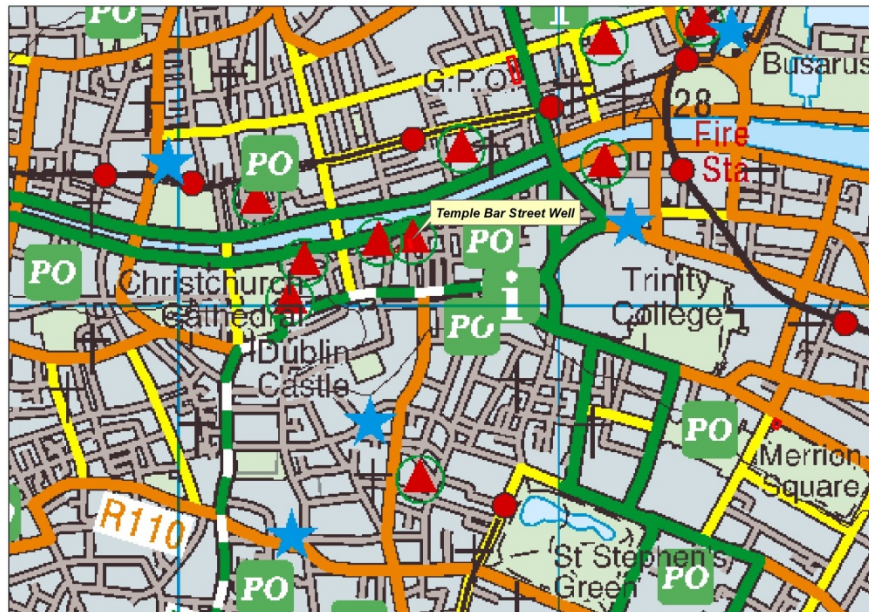 PO
i
G.P.O.
Busarus
28
Fire
Sta
PO
Temple Bar Street Well
PO
PO
Christchurch
Cathedral
i
Trinity
College
PO
Dublin
Castle
PO
Merrion
Square
R110
St Stephen's
Green
PO
PO